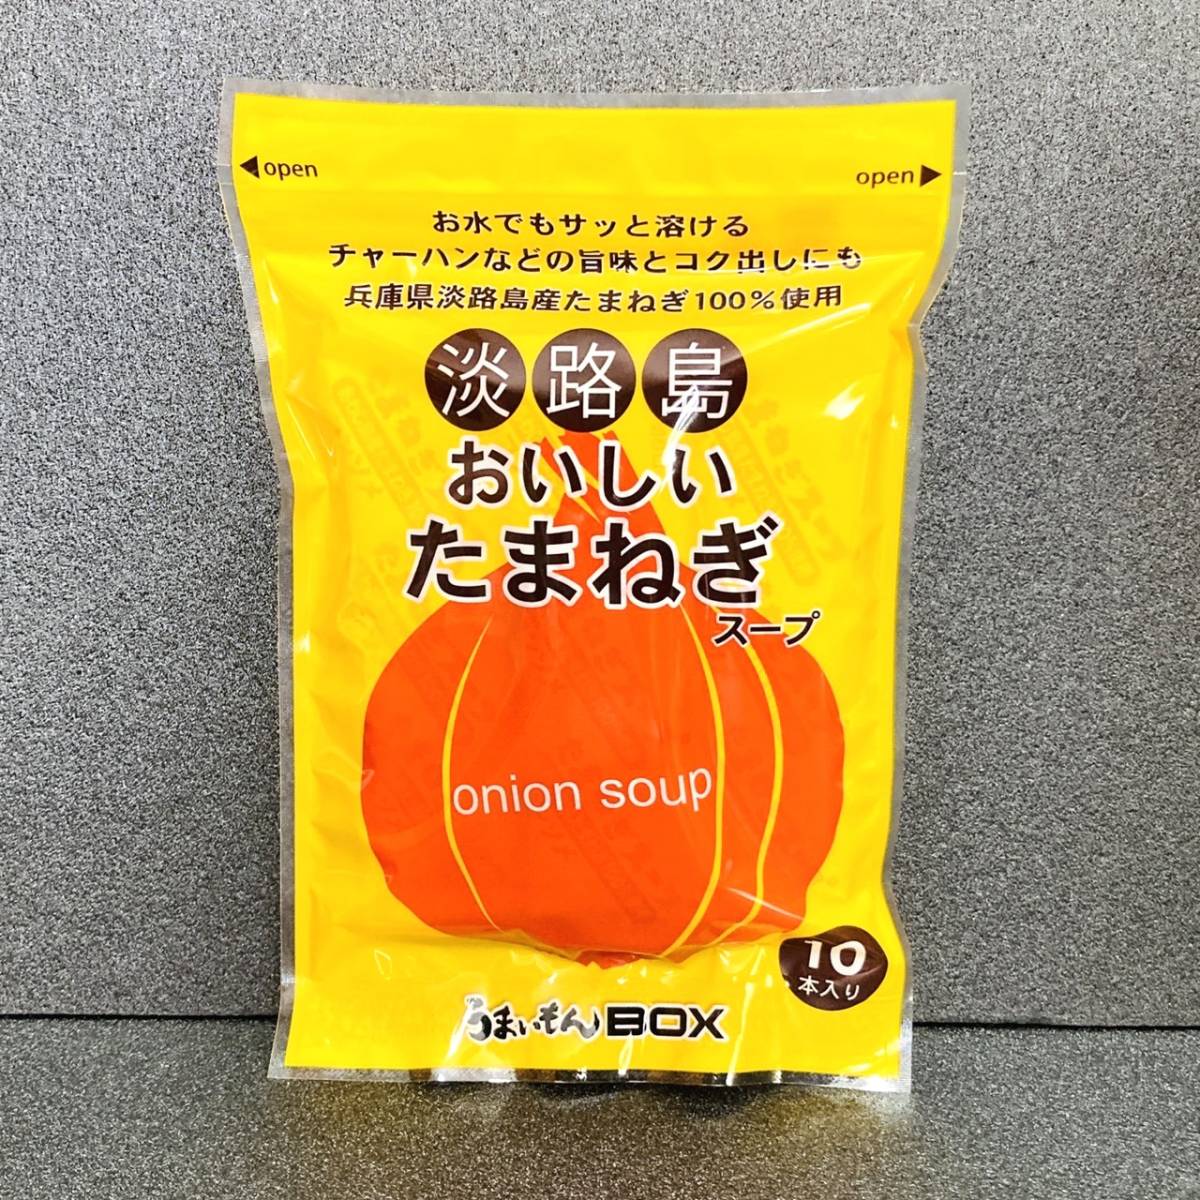 ◀open
open▶
お水でもサッと溶ける
チャーハンなどの旨味とコク出しにも
兵庫県淡路島産たまねぎ100%使用
淡路島
おいしい
たまねぎ
スープ
onion soup
10
本入り
うまいもんBOX